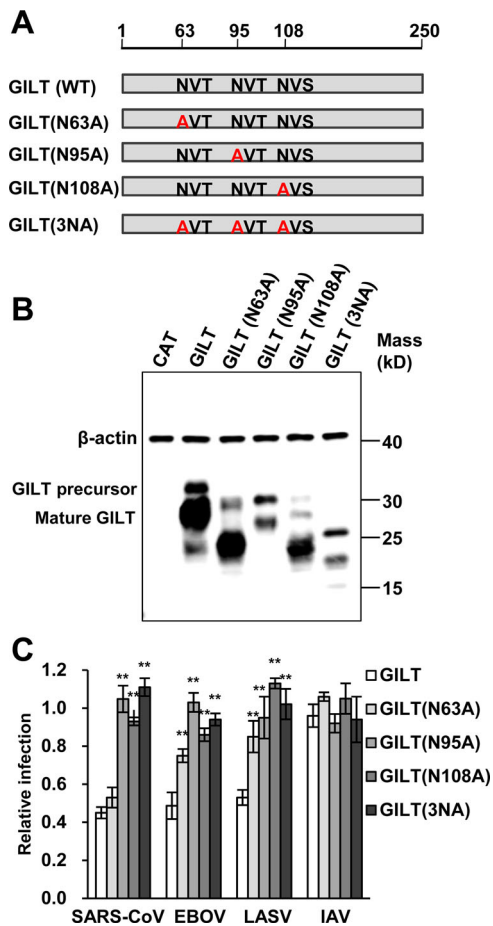 A
1 63 95 108 250
GILT (WT) NVT NVT NVS
GILT(N63A) AVT NVT NVS
GILT(N95A) NVT AVT NVS
GILT(N108A) NVT NVT AVS
GILT(3NA) AVT AVT AVS
B
CAT GILT GILT (N63A) GILT (N95A) GILT (N108A) GILT (3NA)
Mass
(kD)
β-actin
40
GILT precursor
30
Mature GILT
25
15
C
Relative infection
1.2
1.0
0.8
0.6
0.4
0.2
0.0
** ** **
** ** ** **
** ** ** **
SARS-CoV EBOV LASV IAV
GILT
GILT(N63A)
GILT(N95A)
GILT(N108A)
GILT(3NA)